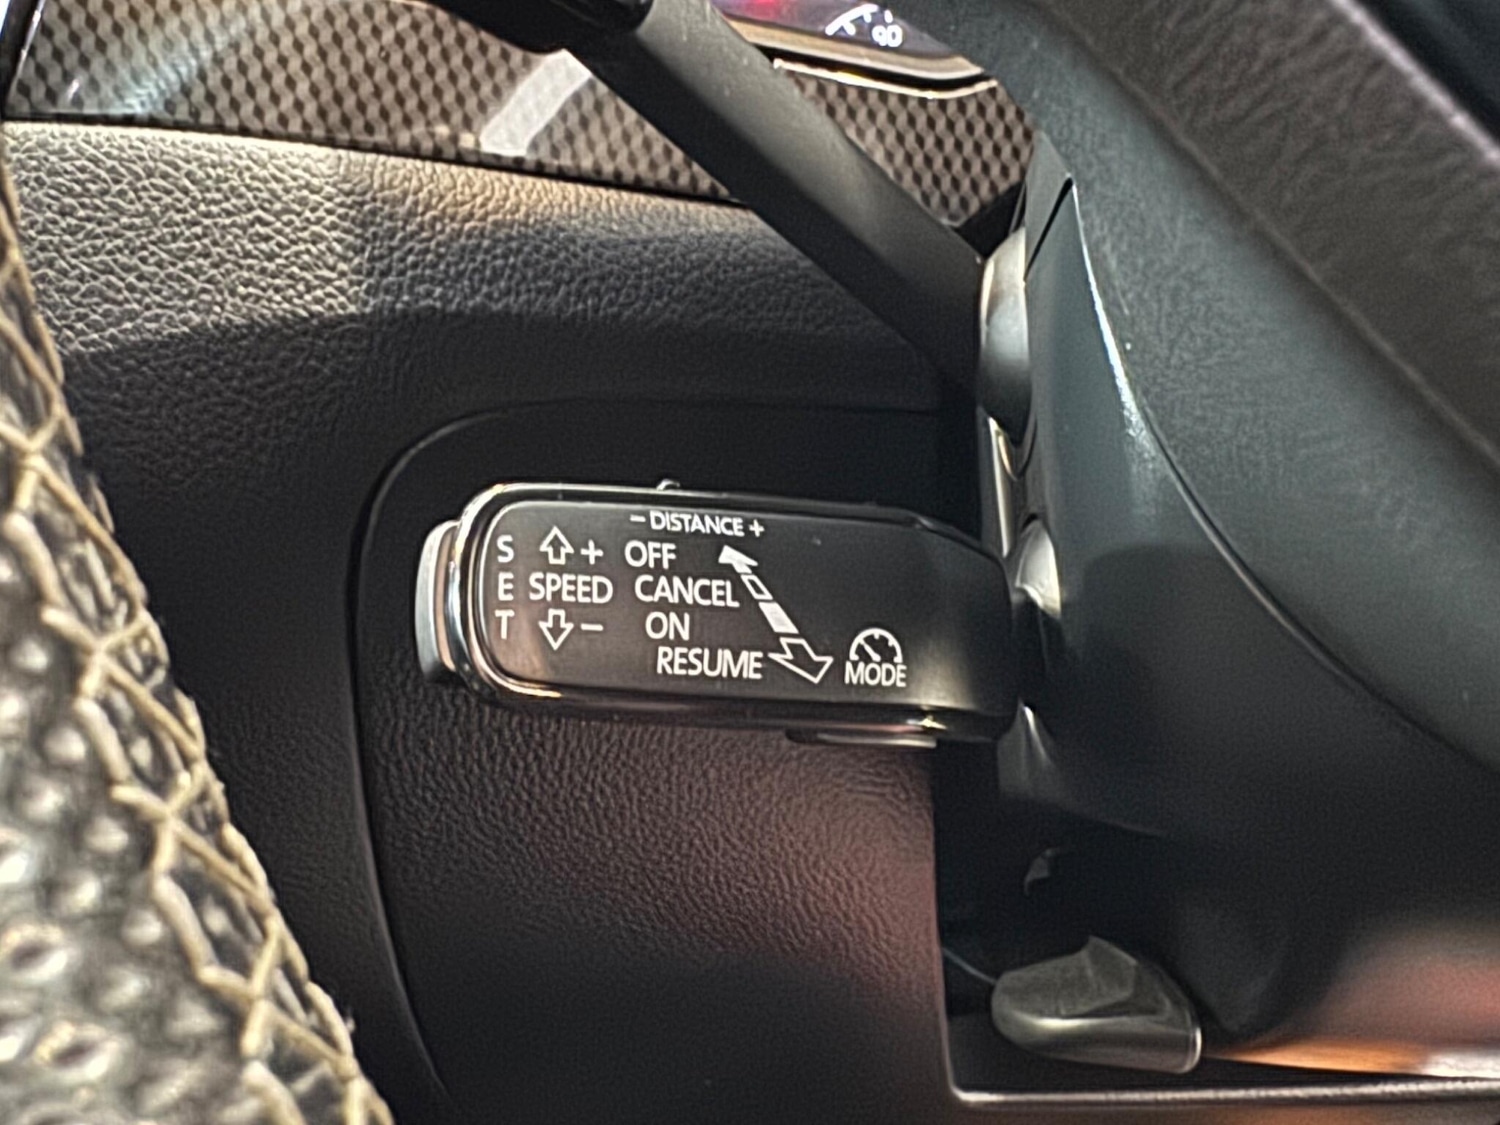 90
- DISTANCE +
S + OFF
E SPEED CANCEL
T - ON
RESUME
MODE